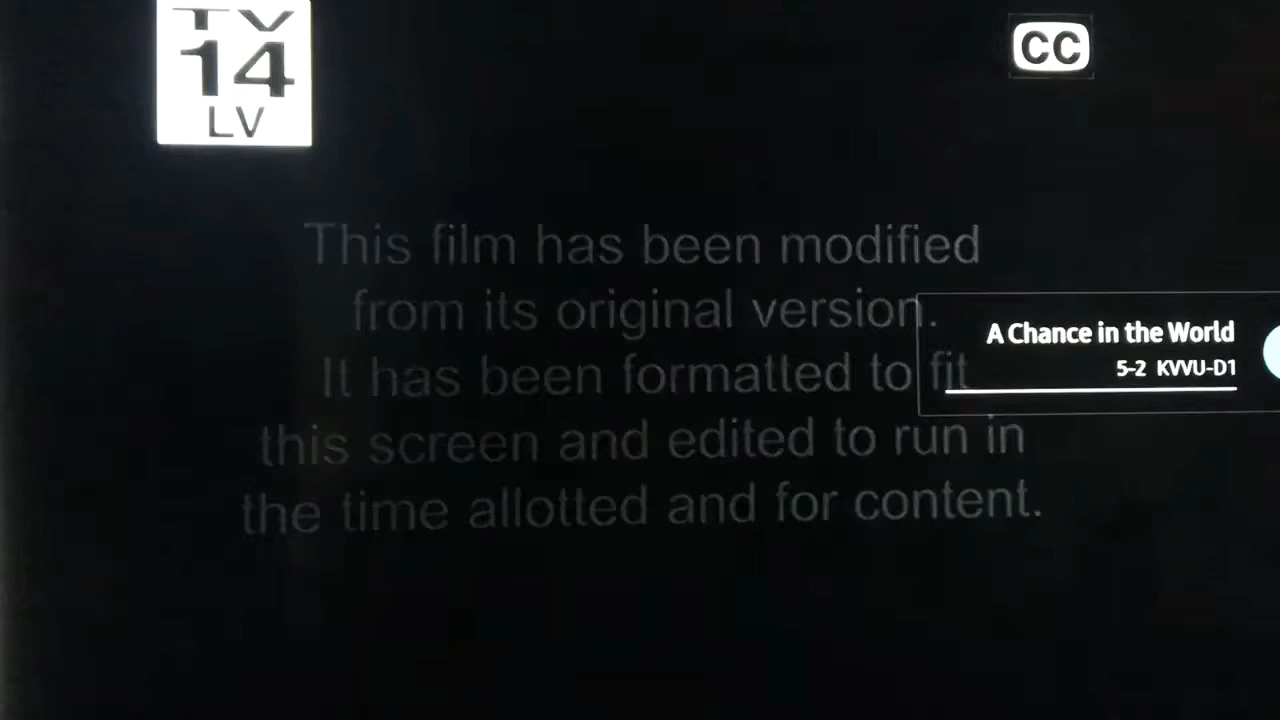 TV
14
LV
CC
This film has been modified
from its original version.
It has been formatted to fit
this screen and edited to run in
the time allotted and for content.
A Chance in the World
5-2 KVVU-D1